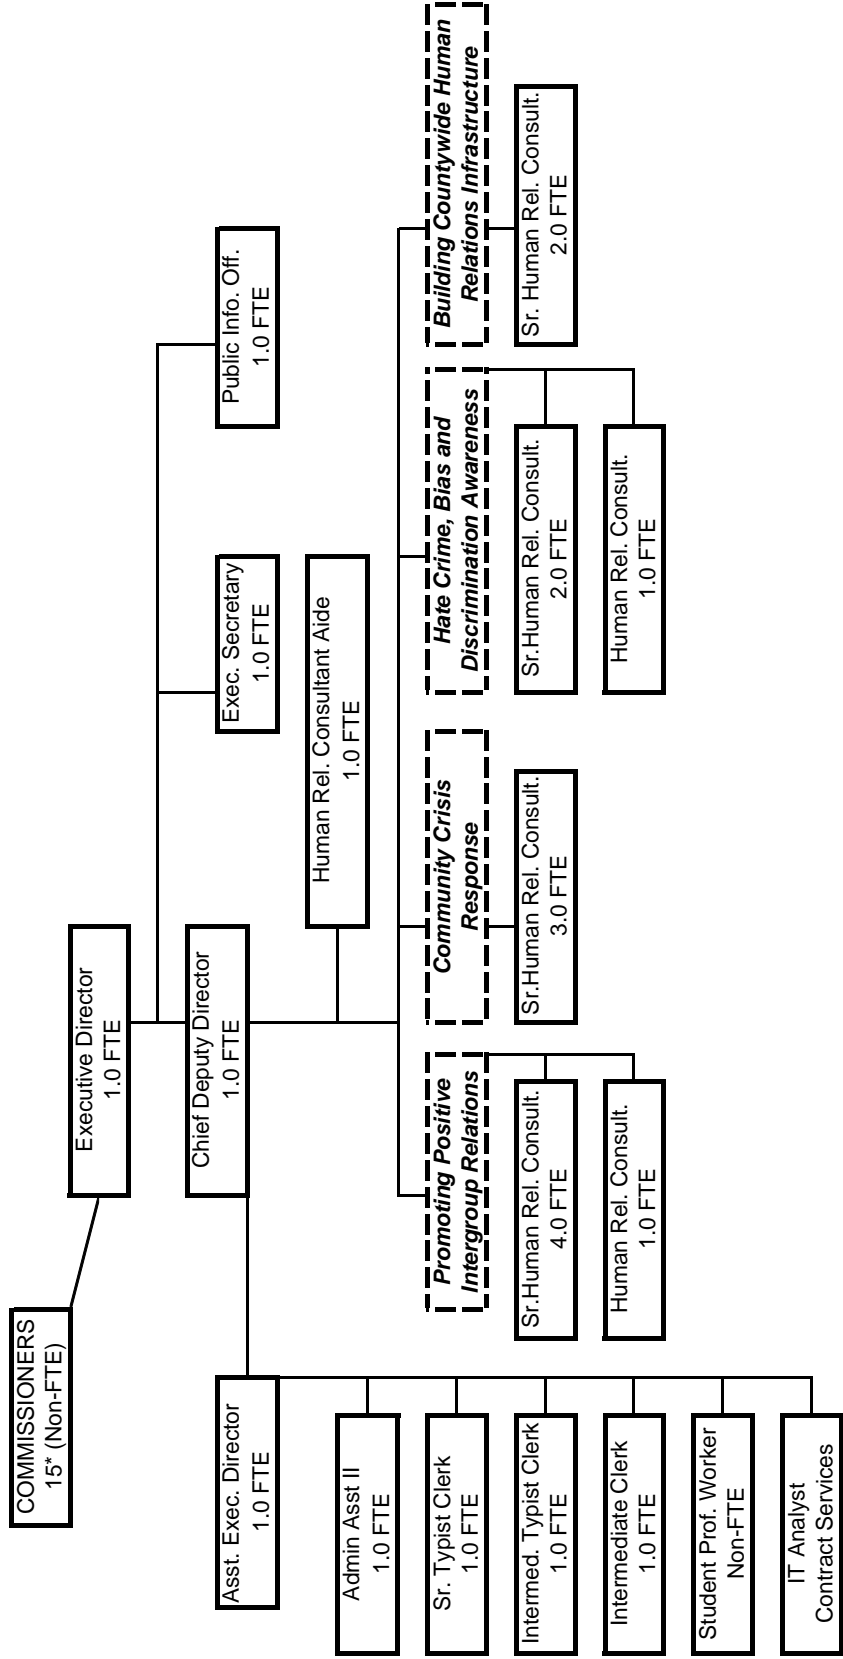 COMMISSIONERS
15* (Non-FTE)
Executive Director
1.0 FTE
Chief Deputy Director
1.0 FTE
Asst. Exec. Director
1.0 FTE
Exec. Secretary
1.0 FTE
Public Info. Off.
1.0 FTE
Human Rel. Consultant Aide
1.0 FTE
Admin Asst II
1.0 FTE
Sr. Typist Clerk
1.0 FTE
Intermed. Typist Clerk
1.0 FTE
Intermediate Clerk
1.0 FTE
Student Prof. Worker
Non-FTE
IT Analyst
Contract Services
Promoting Positive
Intergroup Relations
Sr.Human Rel. Consult.
4.0 FTE
Human Rel. Consult.
1.0 FTE
Community Crisis
Response
Sr.Human Rel. Consult.
3.0 FTE
Hate Crime, Bias and
Discrimination Awareness
Sr.Human Rel. Consult.
2.0 FTE
Human Rel. Consult.
1.0 FTE
Building Countywide Human
Relations Infrastructure
Sr. Human Rel. Consult.
2.0 FTE